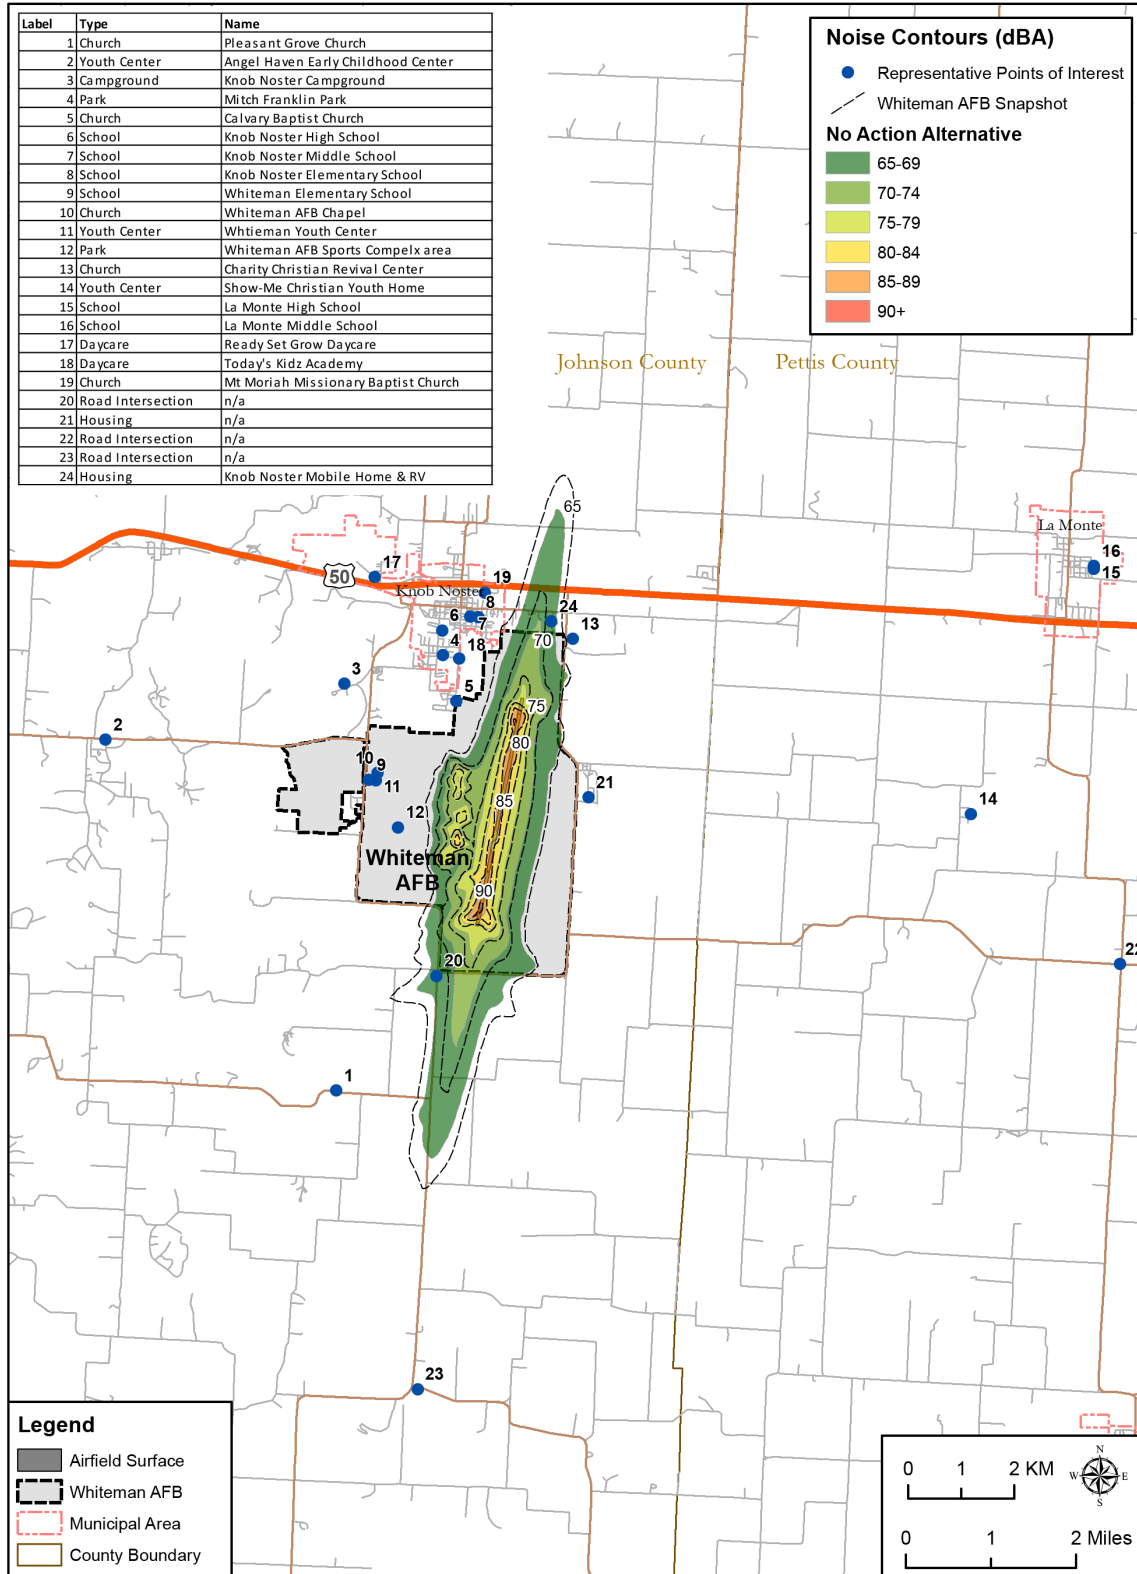 Label Type Name
1 Church Pleasant Grove Church
2 Youth Center Angel Haven Early Childhood Center
3 Campground Knob Noster Campground
4 Park Mitch Franklin Park
5 Church Calvary Baptist Church
6 School Knob Noster High School
7 School Knob Noster Middle School
8 School Knob Noster Elementary School
9 School Whiteman Elementary School
10 Church Whiteman AFB Chapel
11 Youth Center Whtieman Youth Center
12 Park Whiteman AFB Sports Compelx area
13 Church Charity Christian Revival Center
14 Youth Center Show-Me Christian Youth Home
15 School La Monte High School
16 School La Monte Middle School
17 Daycare Ready Set Grow Daycare
18 Daycare Today's Kidz Academy
19 Church Mt Moriah Missionary Baptist Church
20 Road Intersection n/a
21 Housing n/a
22 Road Intersection n/a
23 Road Intersection n/a
24 Housing Knob Noster Mobile Home & RV
Noise Contours (dBA)
Representative Points of Interest
Whiteman AFB Snapshot
No Action Alternative
65-69
70-74
75-79
80-84
85-89
90+
Johnson County
Pettis County
65
La Monte
16
15
17
50
Knob Noster
19
8
24
6
7
13
4
18
70
3
5
75
2
80
10
9
11
21
85
14
12
Whiteman
AFB
90
20
22
1
23
Legend
Airfield Surface
Whiteman AFB
Municipal Area
County Boundary
N
W E
S
0 1 2 KM
0 1 2 Miles